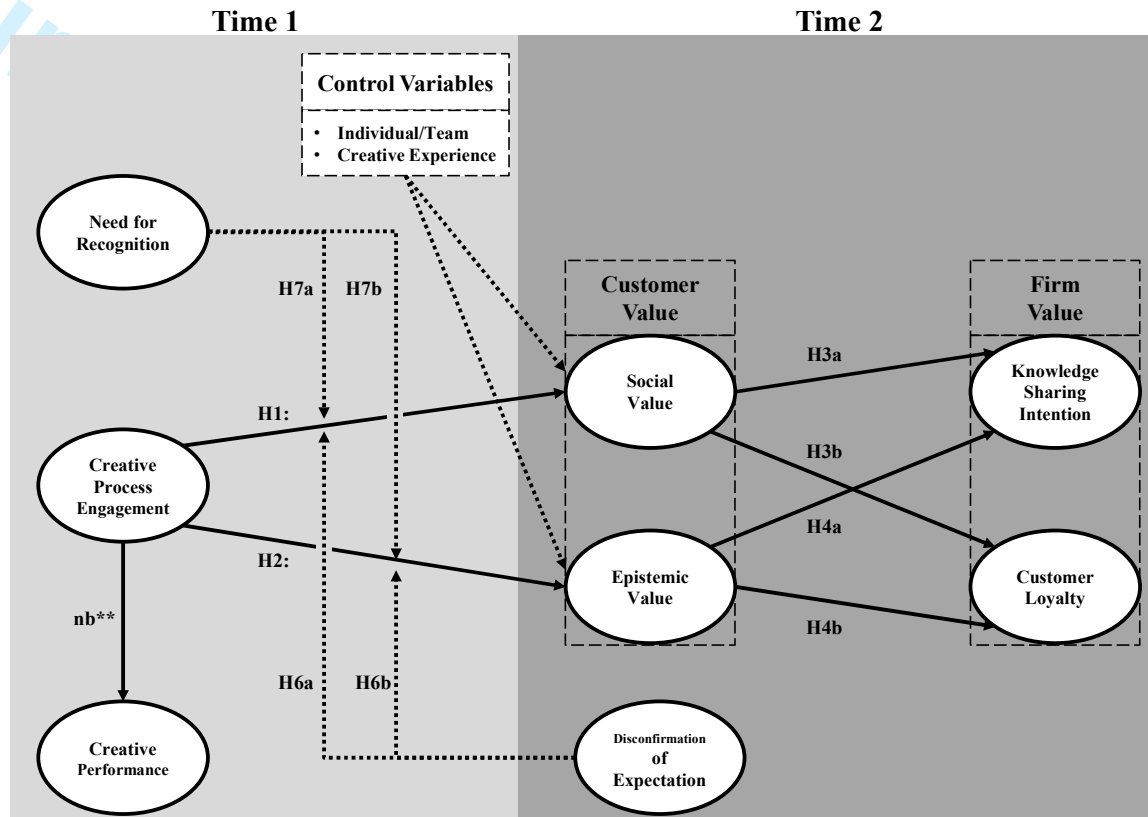 Time 1
Time 2
Control Variables
• Individual/Team
• Creative Experience
Need for
Recognition
H7a
H7b
Customer
Value
Firm
Value
H1:
Social
Value
H3a
Knowledge
Sharing
Intention
Creative
Process
Engagement
H3b
H4a
H2:
Epistemic
Value
Customer
Loyalty
H4b
nb**
H6a
H6b
Creative
Performance
Disconfirmation
of
Expectation